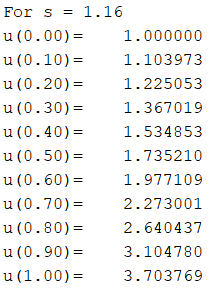 For s = 1.16
u(0.00)= 1.000000
u(0.10)= 1.103973
u(0.20)= 1.225053
u(0.30)= 1.367019
u(0.40)= 1.534853
u(0.50)= 1.735210
u(0.60)= 1.977109
u(0.70)= 2.273001
u(0.80)= 2.640437
u(0.90)= 3.104780
u(1.00)= 3.703769